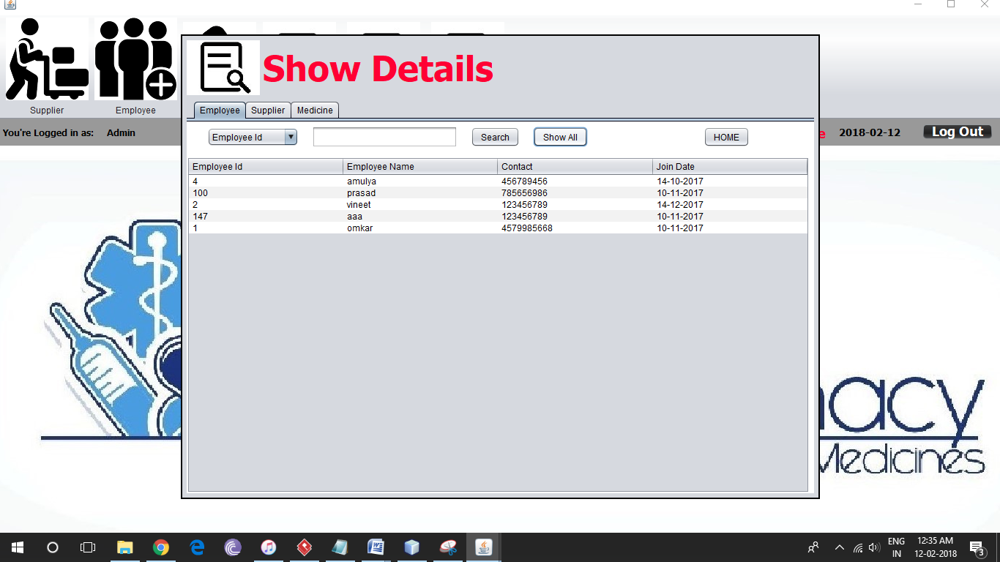 Show Details
Supplier Employee
Employee Supplier Medicine
You're Logged in as: Admin
2018-02-12 Log Out
Employee Id Search Show All HOME
Employee Id Employee Name Contact Join Date
4 amulya 456789456 14-10-2017
100 prasad 785656986 10-11-2017
2 vineet 123456789 14-12-2017
147 aaa 123456789 10-11-2017
1 omkar 4579985668 10-11-2017
acy
Medicines
ENG 12:35 AM
IN 12-02-2018 3